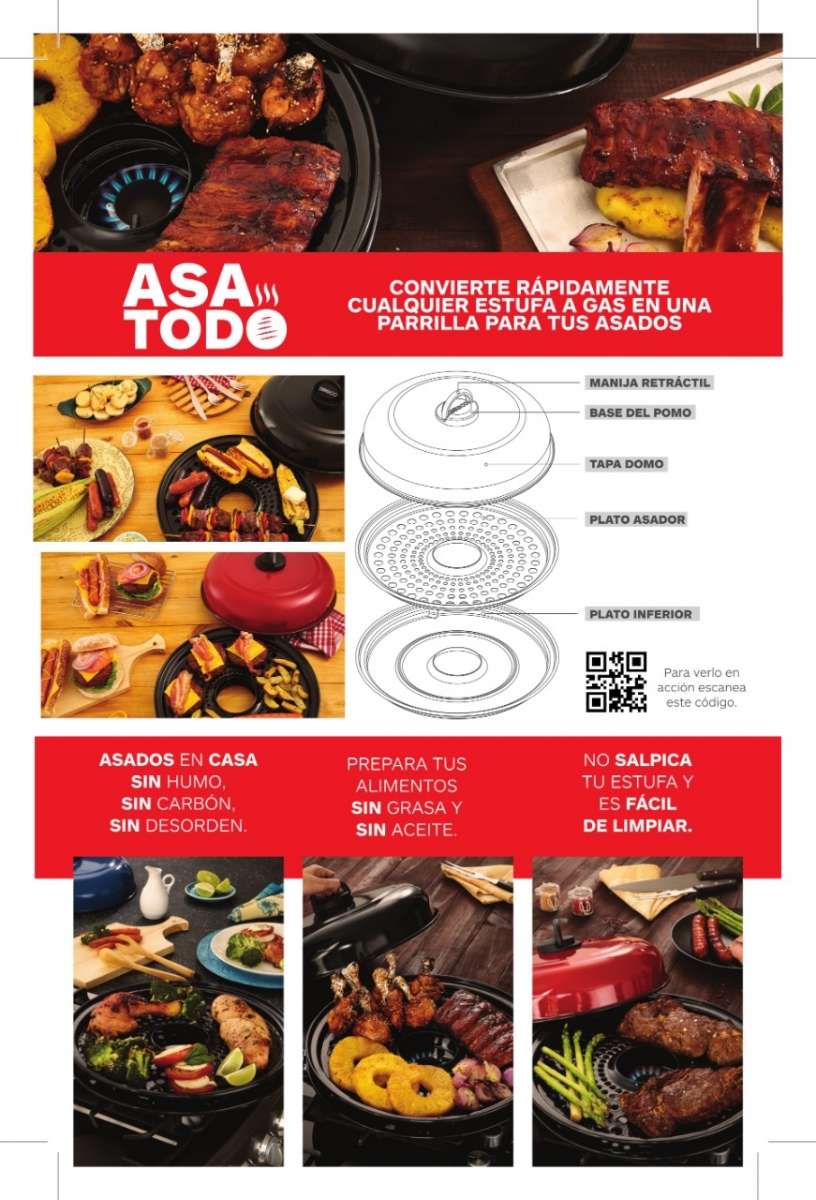 ASA
TODO
CONVIERTE RÁPIDAMENTE
CUALQUIER ESTUFA A GAS EN UNA
PARRILLA PARA TUS ASADOS
MANIJA RETRÁCTIL
BASE DEL POMO
TAPA DOMO
PLATO ASADOR
PLATO INFERIOR
Para verlo en
acción escanea
este código.
ASADOS EN CASA
SIN HUMO,
SIN CARBÓN,
SIN DESORDEN.
PREPARA TUS
ALIMENTOS
SIN GRASA Y
SIN ACEITE.
NO SALPICA
TU ESTUFA Y
ES FÁCIL
DE LIMPIAR.